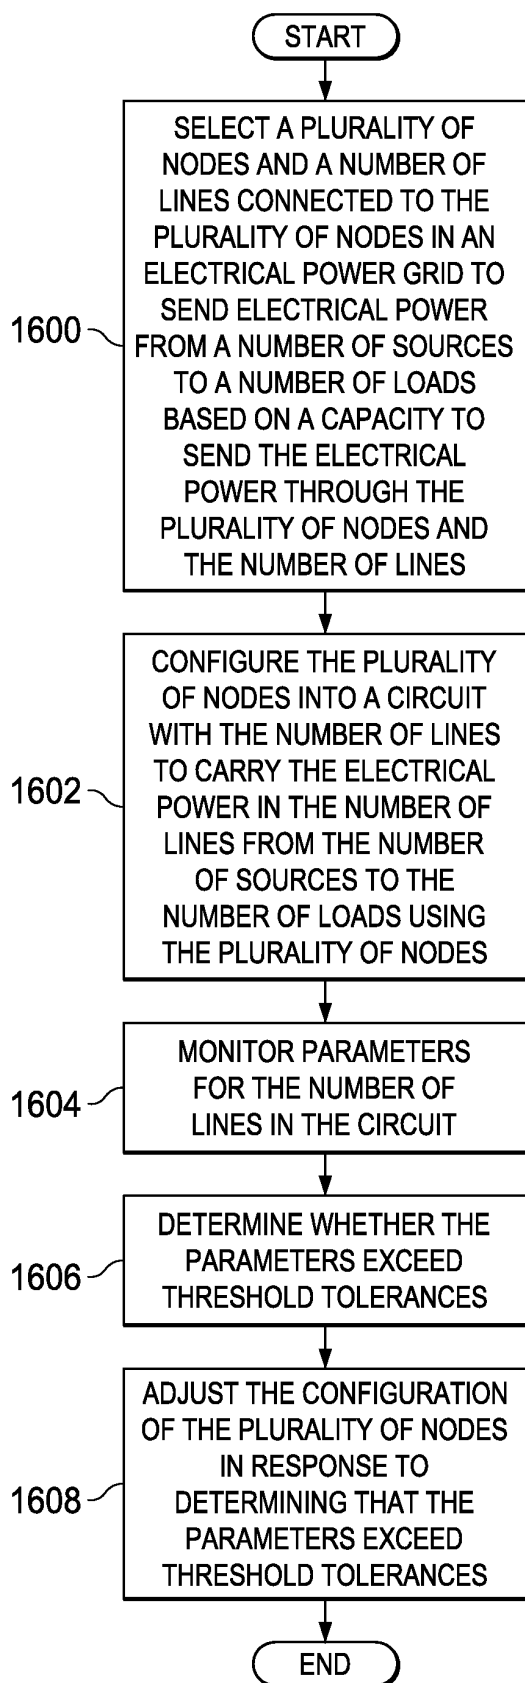 START
1600
SELECT A PLURALITY OF
NODES AND A NUMBER OF
LINES CONNECTED TO THE
PLURALITY OF NODES IN AN
ELECTRICAL POWER GRID TO
SEND ELECTRICAL POWER
FROM A NUMBER OF SOURCES
TO A NUMBER OF LOADS
BASED ON A CAPACITY TO
SEND THE ELECTRICAL
POWER THROUGH THE
PLURALITY OF NODES AND
THE NUMBER OF LINES
1602
CONFIGURE THE PLURALITY
OF NODES INTO A CIRCUIT
WITH THE NUMBER OF LINES
TO CARRY THE ELECTRICAL
POWER IN THE NUMBER OF
LINES FROM THE NUMBER
OF SOURCES TO THE
NUMBER OF LOADS USING
THE PLURALITY OF NODES
1604
MONITOR PARAMETERS
FOR THE NUMBER OF
LINES IN THE CIRCUIT
1606
DETERMINE WHETHER THE
PARAMETERS EXCEED
THRESHOLD TOLERANCES
1608
ADJUST THE CONFIGURATION
OF THE PLURALITY OF NODES
IN RESPONSE TO
DETERMINING THAT THE
PARAMETERS EXCEED
THRESHOLD TOLERANCES
END